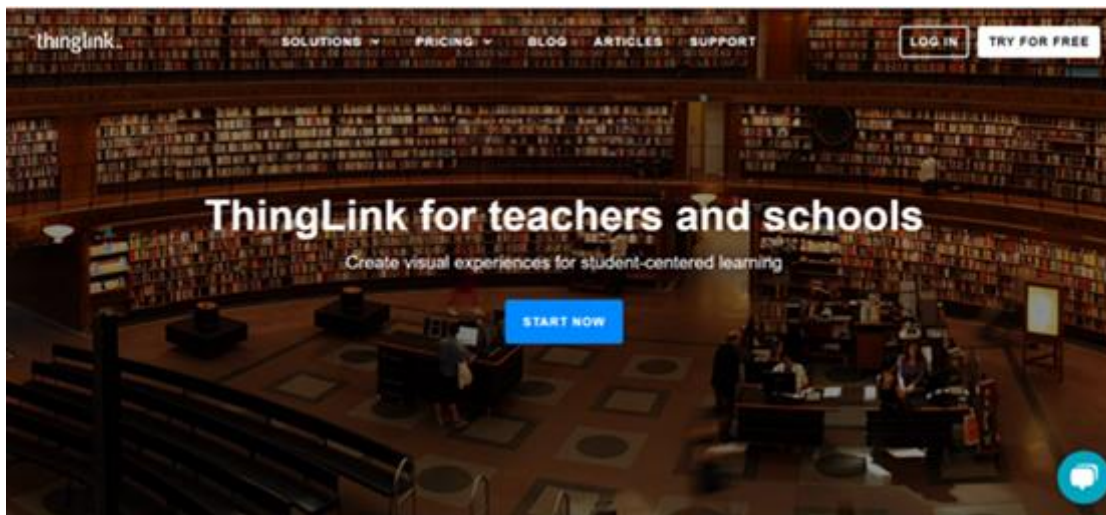 thinglink..
SOLUTIONS PRICING BLOG ARTICLES SUPPORT LOG IN TRY FOR FREE
ThingLink for teachers and schools
Create visual experiences for student-centered learning
START NOW